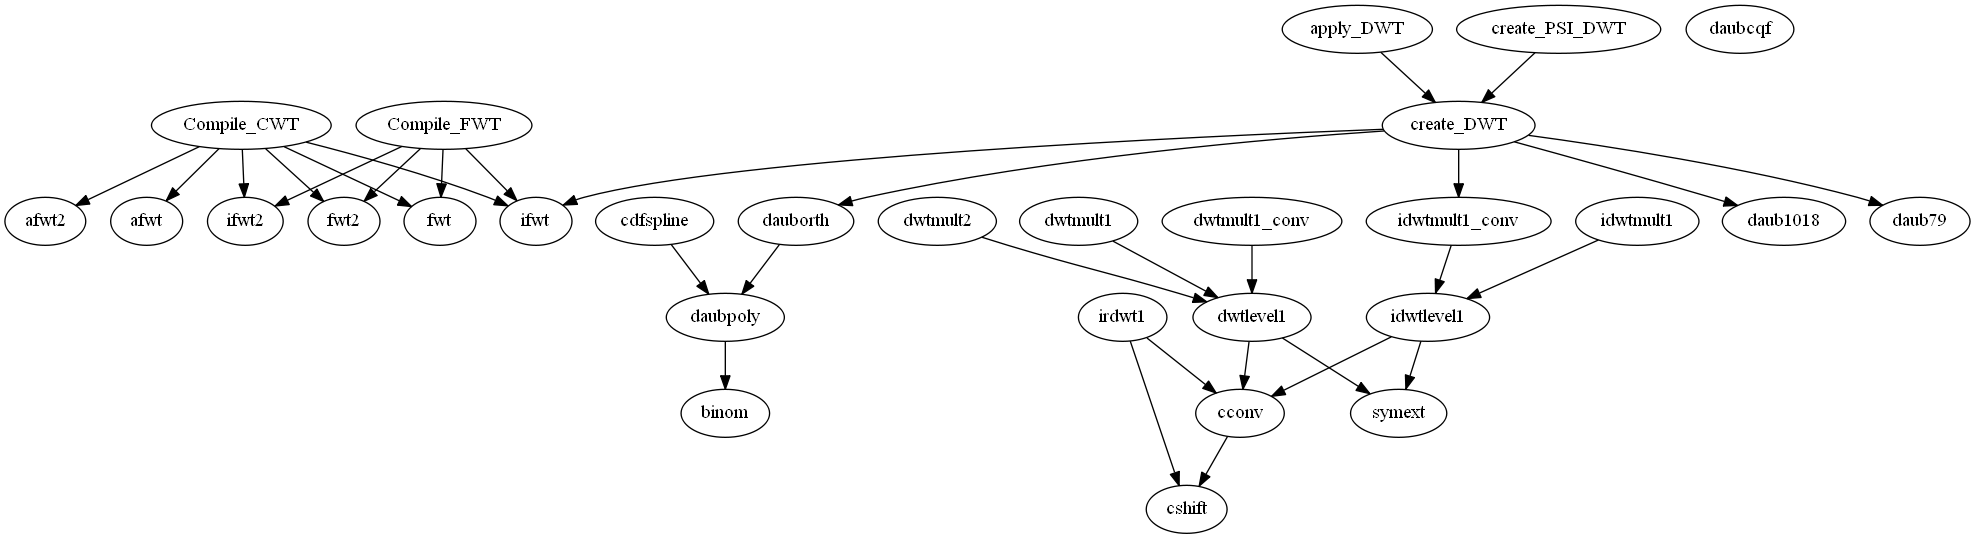 apply_DWT
create_PSI_DWT
daubcqf
Compile_CWT
Compile_FWT
create_DWT
afwt2
afwt
ifwt2
fwt2
fwt
ifwt
cdfspline
dauborth
dwtmult2
dwtmult1
dwtmult1_conv
idwtmult1_conv
idwtmult1
daub1018
daub79
daubpoly
irdwt1
dwtlevel1
idwtlevel1
binom
cconv
symext
cshift